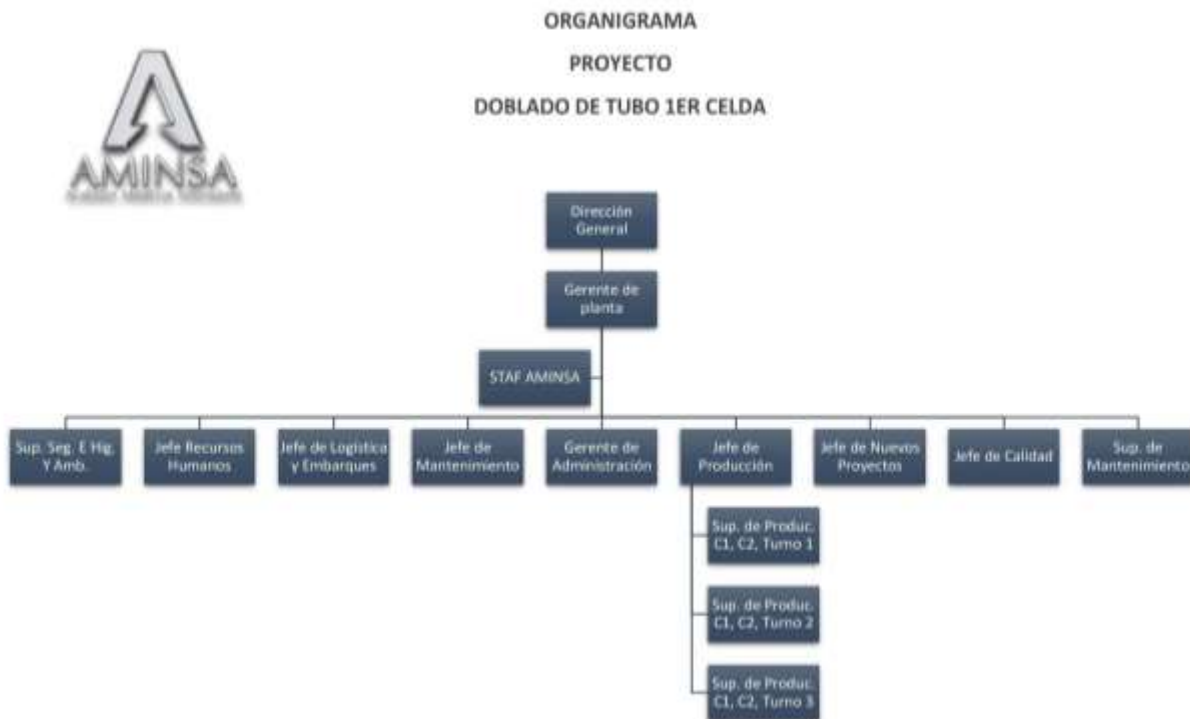 ORGANIGRAMA
PROYECTO
DOBLADO DE TUBO 1ER CELDA
AMINSA
Dirección
General
Gerente de
planta
STAF AMINSA
Sup. Seg. E Hig.
Y Amb.
Jefe Recursos
Humanos
Jefe de Logística
y Embarques
Jefe de
Mantenimiento
Gerente de
Administración
Jefe de
Producción
Jefe de Nuevos
Proyectos
Jefe de Calidad
Sup. de
Mantenimiento
Sup. de Produc.
C1, C2, Turno 1
Sup. de Produc.
C1, C2, Turno 2
Sup. de Produc.
C1, C2, Turno 3